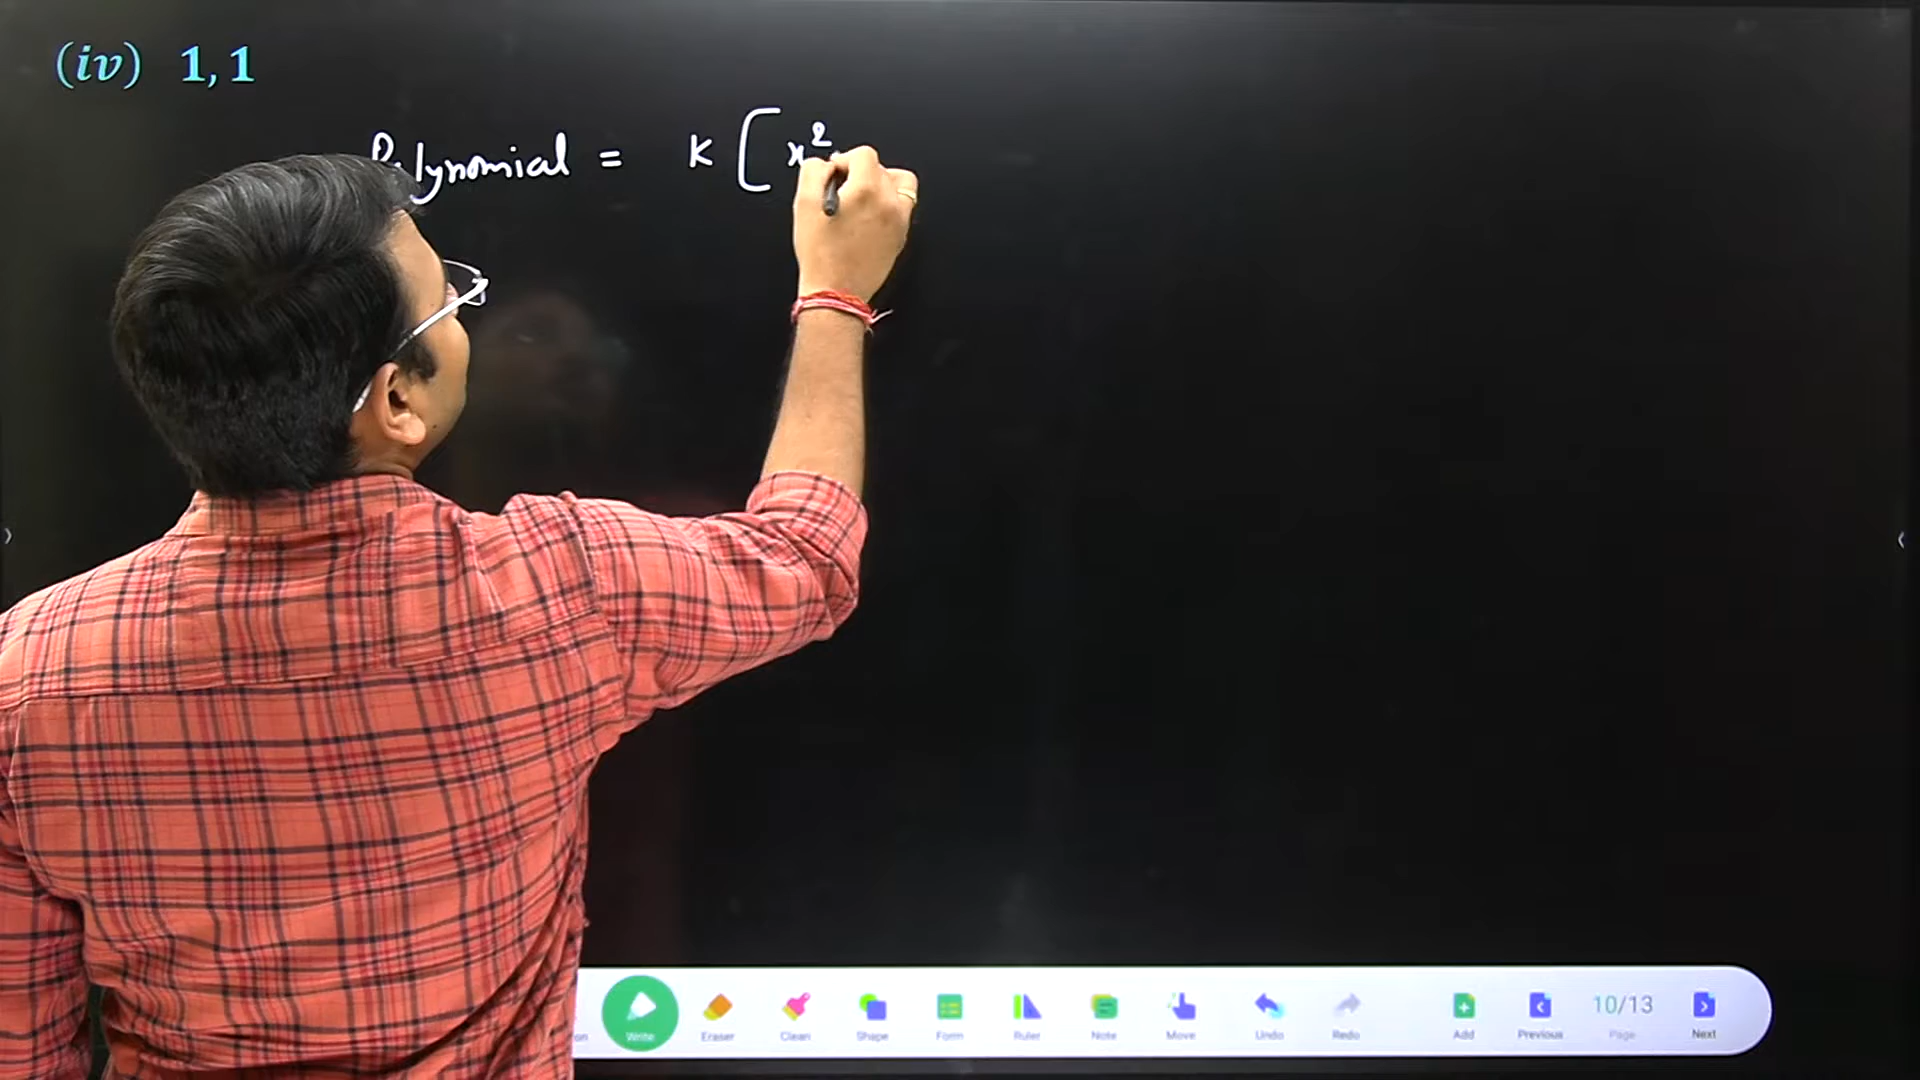 (iv) 1, 1
Polynomial = K [ x²
Write Eraser Clean Shape Form Ruler Note Move Undo Redo Add Previous 10/13 Page Next